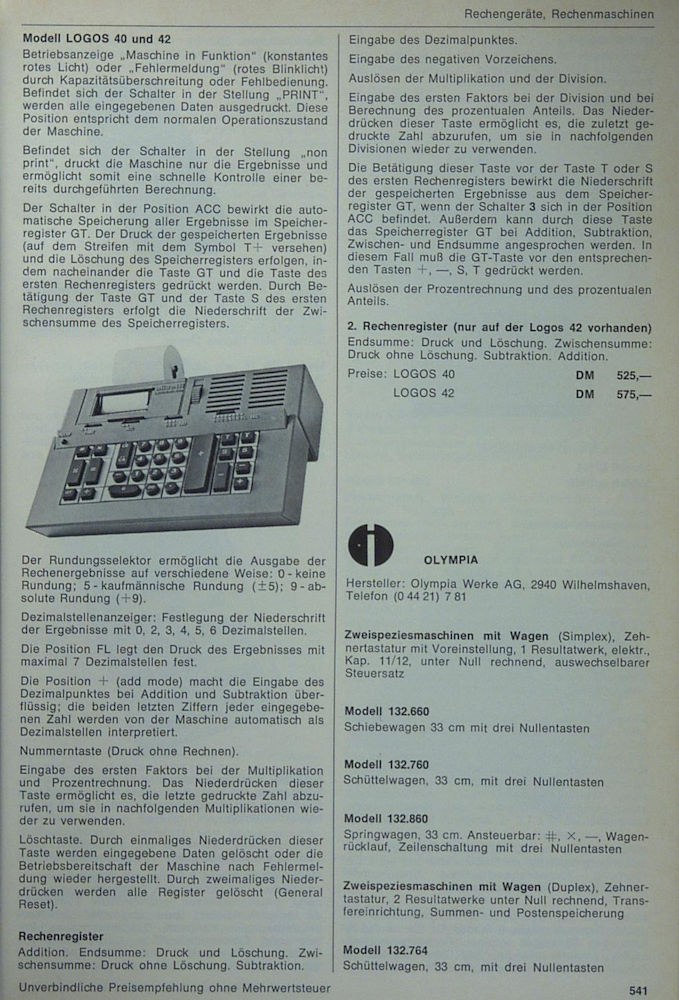 Rechengeräte, Rechenmaschinen
Modell LOGOS 40 und 42
Betriebsanzeige „Maschine in Funktion" (konstantes
rotes Licht) oder „Fehlermeldung" (rotes Blinklicht)
durch Kapazitätsüberschreitung oder Fehlbedienung.
Befindet sich der Schalter in der Stellung „PRINT",
werden alle eingegebenen Daten ausgedruckt. Diese
Position entspricht dem normalen Operationszustand
der Maschine.
Befindet sich der Schalter in der Stellung „non
print", druckt die Maschine nur die Ergebnisse und
ermöglicht somit eine schnelle Kontrolle einer be-
reits durchgeführten Berechnung.
Der Schalter in der Position ACC bewirkt die auto-
matische Speicherung aller Ergebnisse im Speicher-
register GT. Der Druck der gespeicherten Ergebnisse
(auf dem Streifen mit dem Symbol T+ versehen)
und die Löschung des Speicherregisters erfolgen, in-
dem nacheinander die Taste GT und die Taste des
ersten Rechenregisters gedrückt werden. Durch Be-
tätigung der Taste GT und der Taste S des ersten
Rechenregisters erfolgt die Niederschrift der Zwi-
schensumme des Speicherregisters.
Der Rundungsselektor ermöglicht die Ausgabe der
Rechenergebnisse auf verschiedene Weise: 0 - keine
Rundung; 5 - kaufmännische Rundung (±5); 9 - ab-
solute Rundung (+9).
Dezimalstellenanzeiger: Festlegung der Niederschrift
der Ergebnisse mit 0, 2, 3, 4, 5, 6 Dezimalstellen.
Die Position FL legt den Druck des Ergebnisses mit
maximal 7 Dezimalstellen fest.
Die Position + (add mode) macht die Eingabe des
Dezimalpunktes bei Addition und Subtraktion über-
flüssig; die beiden letzten Ziffern jeder eingegebe-
nen Zahl werden von der Maschine automatisch als
Dezimalstellen interpretiert.
Nummerntaste (Druck ohne Rechnen).
Eingabe des ersten Faktors bei der Multiplikation
und Prozentrechnung. Das Niederdrücken dieser
Taste ermöglicht es, die letzte gedruckte Zahl abzu-
rufen, um sie in nachfolgenden Multiplikationen wie-
der zu verwenden.
Löschtaste. Durch einmaliges Niederdrücken dieser
Taste werden eingegebene Daten gelöscht oder die
Betriebsbereitschaft der Maschine nach Fehlermel-
dung wieder hergestellt. Durch zweimaliges Nieder-
drücken werden alle Register gelöscht (General
Reset).
Rechenregister
Addition. Endsumme: Druck und Löschung. Zwi-
schensumme: Druck ohne Löschung. Subtraktion.
Eingabe des Dezimalpunktes.
Eingabe des negativen Vorzeichens.
Auslösen der Multiplikation und der Division.
Eingabe des ersten Faktors bei der Division und bei
Berechnung des prozentualen Anteils. Das Nieder-
drücken dieser Taste ermöglicht es, die zuletzt ge-
druckte Zahl abzurufen, um sie in nachfolgenden
Divisionen wieder zu verwenden.
Die Betätigung dieser Taste vor der Taste T oder S
des ersten Rechenregisters bewirkt die Niederschrift
der gespeicherten Ergebnisse aus dem Speicher-
register GT, wenn der Schalter 3 sich in der Position
ACC befindet. Außerdem kann durch diese Taste
das Speicherregister GT bei Addition, Subtraktion,
Zwischen- und Endsumme angesprochen werden. In
diesem Fall muß die GT-Taste vor den entsprechen-
den Tasten +, —, S, T gedrückt werden.
Auslösen der Prozentrechnung und des prozentualen
Anteils.
2. Rechenregister (nur auf der Logos 42 vorhanden)
Endsumme: Druck und Löschung. Zwischensumme:
Druck ohne Löschung. Subtraktion. Addition.
Preise: LOGOS 40 DM 525,—
LOGOS 42 DM 575,—
OLYMPIA
Hersteller: Olympia Werke AG, 2940 Wilhelmshaven,
Telefon (0 44 21) 7 81
Zweispeziesmaschinen mit Wagen (Simplex), Zeh-
nertastatur mit Voreinstellung, 1 Resultatwerk, elektr.,
Kap. 11/12, unter Null rechnend, auswechselbarer
Steuersatz
Modell 132.660
Schiebewagen 33 cm mit drei Nullentasten
Modell 132.760
Schüttelwagen, 33 cm, mit drei Nullentasten
Modell 132.860
Springwagen, 33 cm. Ansteuerbar: #, ×, —, Wagen-
rücklauf, Zeilenschaltung mit drei Nullentasten
Zweispeziesmaschinen mit Wagen (Duplex), Zehner-
tastatur, 2 Resultatwerke unter Null rechnend, Trans-
fereinrichtung, Summen- und Postenspeicherung
Modell 132.764
Schüttelwagen, 33 cm, mit drei Nullentasten
Unverbindliche Preisempfehlung ohne Mehrwertsteuer
541